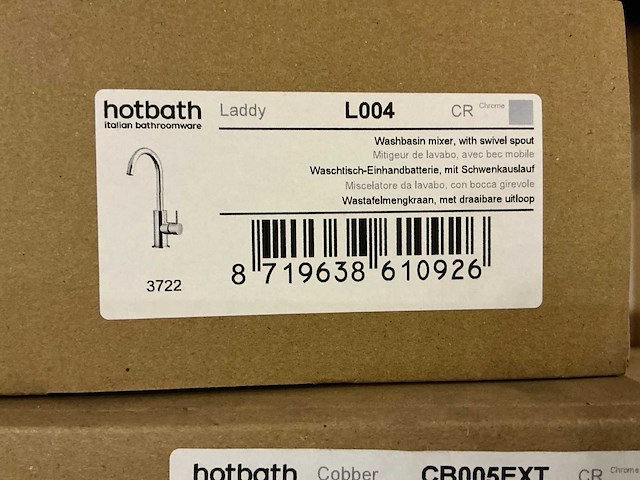 hotbath Laddy L004 CR Chrome
italian bathroomware
Washbasin mixer, with swivel spout
Mitigeur de lavabo, avec bec mobile
Waschtisch-Einhandbatterie, mit Schwenkauslauf
Miscelatore da lavabo, con bocca girevole
Wastafelmengkraan, met draaibare uitloop
8 719638 610926
3722
hotbath Cobber CB005EXT CR Chrome